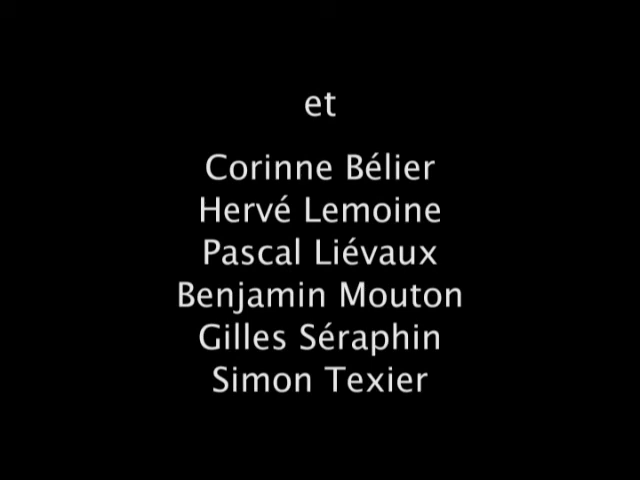 et
Corinne Bélier
Hervé Lemoine
Pascal Liévaux
Benjamin Mouton
Gilles Séraphin
Simon Texier